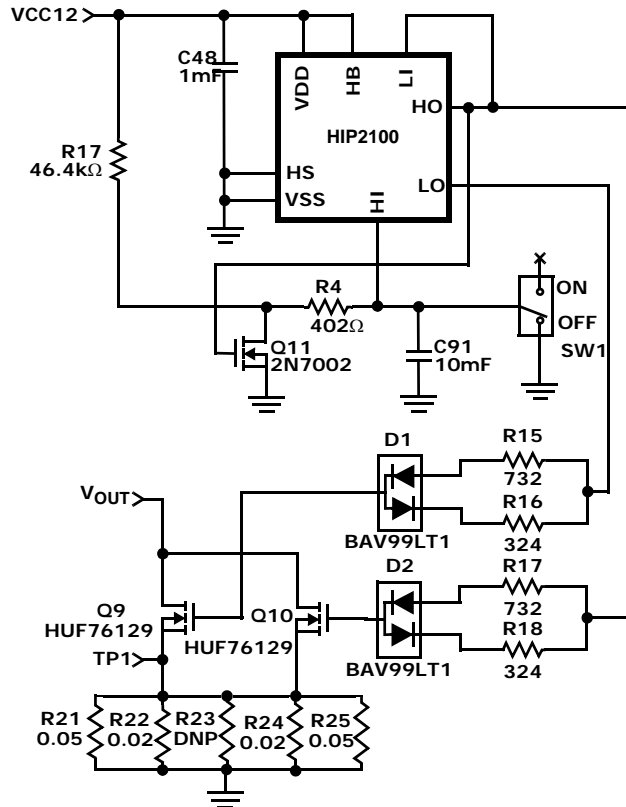 VCC12
C48
1mF
VDD
HB
LI
HO
HIP2100
R17
46.4kΩ
HS
VSS
HI
LO
R4
402Ω
ON
OFF
SW1
Q11
2N7002
C91
10mF
D1
R15
732
R16
324
BAV99LT1
VOUT
D2
R17
732
R18
324
BAV99LT1
Q9
HUF76129
Q10
HUF76129
TP1
R21
0.05
R22
0.02
R23
DNP
R24
0.02
R25
0.05